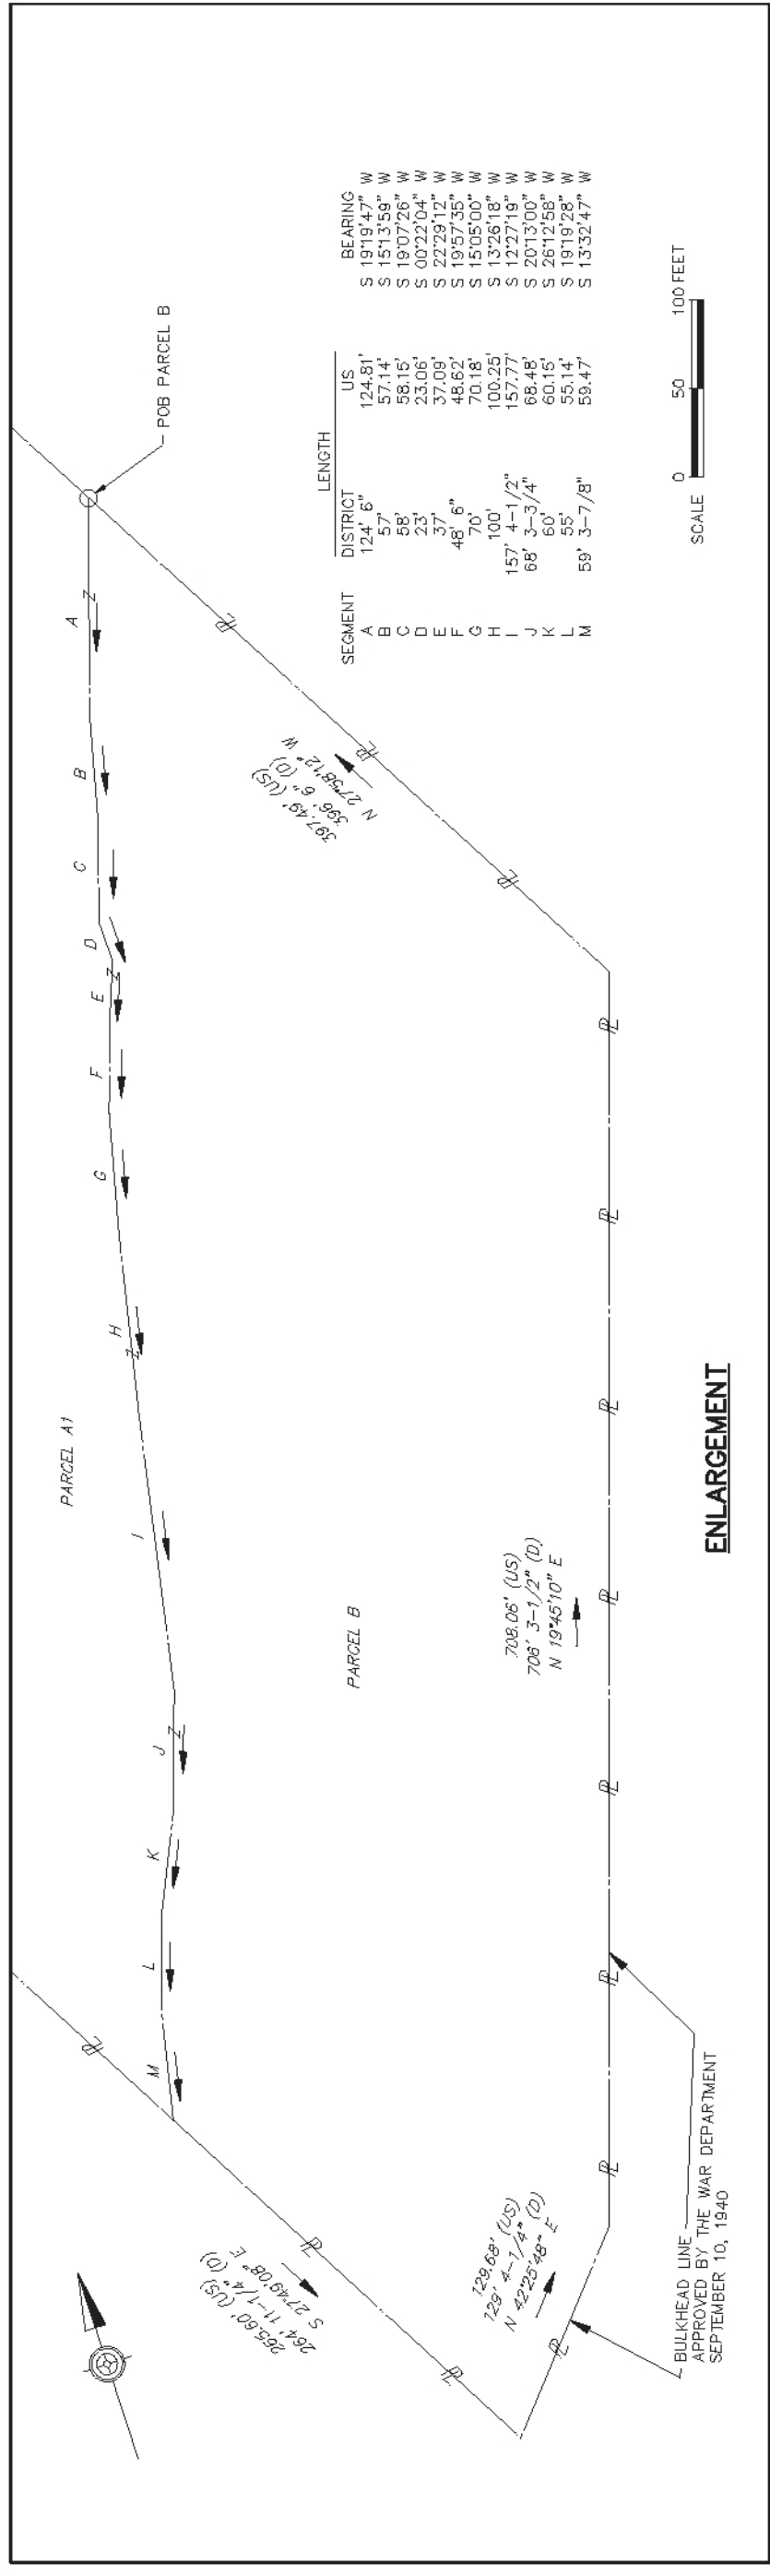 PARCEL A1
A
B
C
D
E
F
G
H
I
J
K
L
M
POB PARCEL B
397.49' (US)
396' 6" (D)
N 27°58'12" W
LENGTH
SEGMENT DISTRICT US BEARING
A 124' 6" 124.81' S 19°19'47" W
B 57' 57.14' S 15°13'59" W
C 58' 58.15' S 19°07'26" W
D 23' 23.06' S 00°22'04" W
E 37' 37.09' S 22°29'12" W
F 48' 6" 48.62' S 19°57'35" W
G 70' 70.18' S 15°05'00" W
H 100' 100.25' S 13°26'18" W
I 157' 4-1/2" 157.77' S 12°27'19" W
J 68' 3-3/4" 68.48' S 20°13'00" W
K 60' 60.15' S 26°12'58" W
L 55' 55.14' S 19°19'28" W
M 59' 3-7/8" 59.47' S 13°32'47" W
PARCEL B
265.60' (US)
264' 11-1/4" (D)
S 27°49'08" E
129.68' (US)
129' 4-1/4" (D)
N 42°25'48" E
708.06' (US)
706' 3-1/2" (D)
N 19°45'10" E
BULKHEAD LINE
APPROVED BY THE WAR DEPARTMENT
SEPTEMBER 10, 1940
ENLARGEMENT
0 50 100 FEET
SCALE